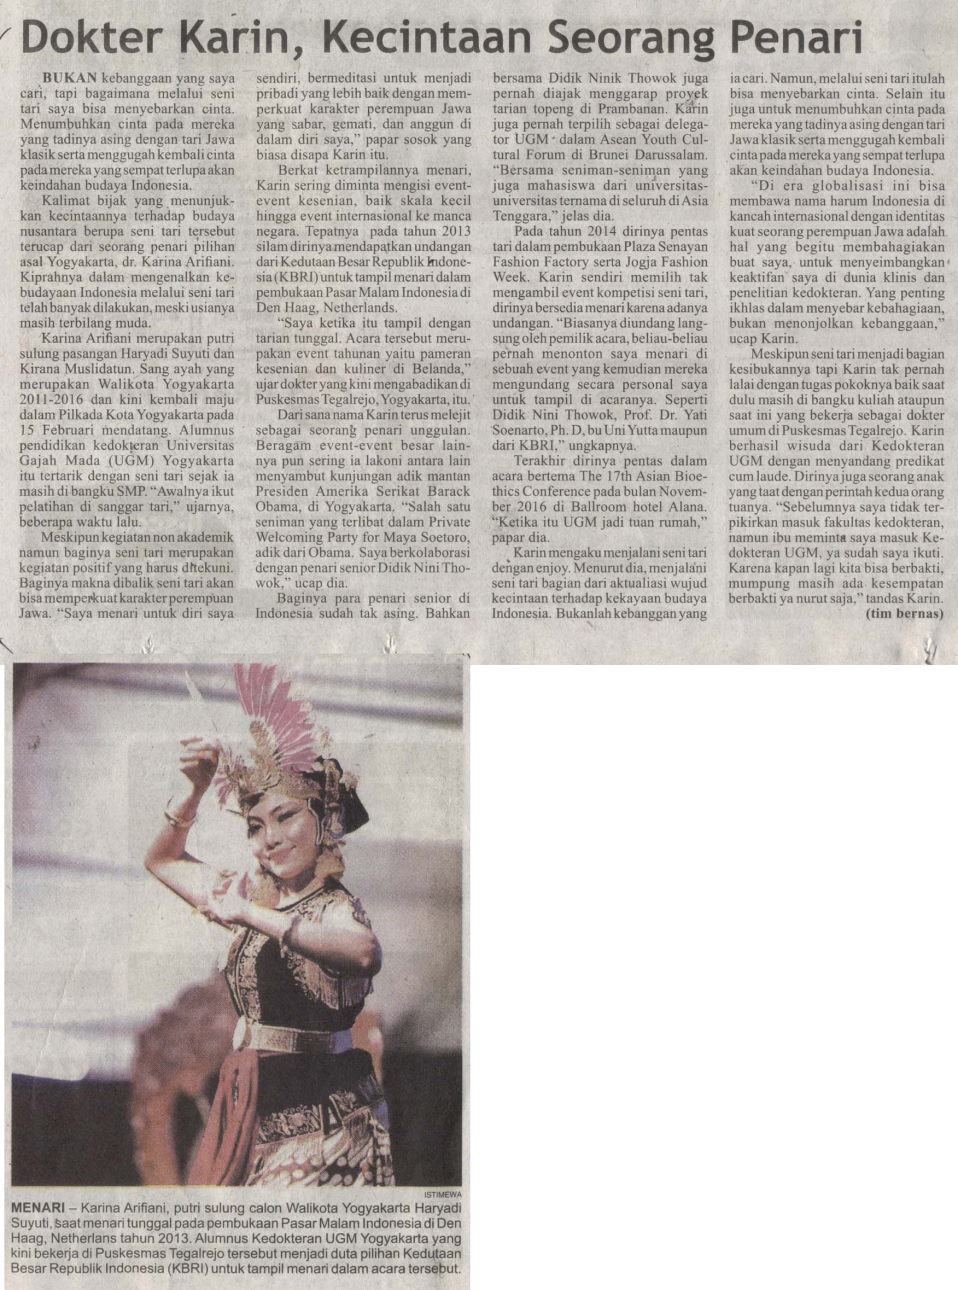 Dokter Karin, Kecintaan Seorang Penari
BUKAN kebanggaan yang saya
cari, tapi bagaimana melalui seni
tari saya bisa menyebarkan cinta.
Menumbuhkan cinta pada mereka
yang tadinya asing dengan tari Jawa
klasik serta menggugah kembali cinta
pada mereka yang sempat terlupa akan
keindahan budaya Indonesia.
Kalimat bijak yang menunjuk-
kan kecintaannya terhadap budaya
nusantara berupa seni tari tersebut
terucap dari seorang penari pilihan
asal Yogyakarta, dr. Karina Arifiani.
Kiprahnya dalam mengenalkan ke-
budayaan Indonesia melalui seni tari
telah banyak dilakukan, meski usianya
masih terbilang muda.
Karina Arifiani merupakan putri
sulung pasangan Haryadi Suyuti dan
Kirana Muslidatun. Sang ayah yang
merupakan Walikota Yogyakarta
2011-2016 dan kini kembali maju
dalam Pilkada Kota Yogyakarta pada
15 Februari mendatang. Alumnus
pendidikan kedokteran Universitas
Gajah Mada (UGM) Yogyakarta
itu tertarik dengan seni tari sejak ia
masih di bangku SMP. “Awalnya ikut
pelatihan di sanggar tari,” ujarnya,
beberapa waktu lalu.
Meskipun kegiatan non akademik
namun baginya seni tari merupakan
kegiatan positif yang harus ditekuni.
Baginya makna dibalik seni tari akan
bisa memperkuat karakter perempuan
Jawa. “Saya menari untuk diri saya
sendiri, bermeditasi untuk menjadi
pribadi yang lebih baik dengan mem-
perkuat karakter perempuan Jawa
yang sabar, gemati, dan anggun di
dalam diri saya,” papar sosok yang
biasa disapa Karin itu.
Berkat ketrampilannya menari,
Karin sering diminta mengisi event-
event kesenian, baik skala kecil
hingga event internasional ke manca
negara. Tepatnya pada tahun 2013
silam dirinya mendapatkan undangan
dari Kedutaan Besar Republik Indone-
sia (KBRI) untuk tampil menari dalam
pembukaan Pasar Malam Indonesia di
Den Haag, Netherlands.
“Saya ketika itu tampil dengan
tarian tunggal. Acara tersebut meru-
pakan event tahunan yaitu pameran
kesenian dan kuliner di Belanda,”
ujar dokter yang kini mengabadikan di
Puskesmas Tegalrejo, Yogyakarta, itu.
Dari sana nama Karin terus melejit
sebagai seorang penari unggulan.
Beragam event-event besar lain-
nya pun sering ia lakoni antara lain
menyambut kunjungan adik mantan
Presiden Amerika Serikat Barack
Obama, di Yogyakarta. “Salah satu
seniman yang terlibat dalam Private
Welcoming Party for Maya Soetoro,
adik dari Obama. Saya berkolaborasi
dengan penari senior Didik Nini Tho-
wok,” ucap dia.
Baginya para penari senior di
Indonesia sudah tak asing. Bahkan
bersama Didik Ninik Thowok juga
pernah diajak menggarap proyek
tarian topeng di Prambanan. Karin
juga pernah terpilih sebagai delega-
tor UGM dalam Asean Youth Cul-
tural Forum di Brunei Darussalam.
“Bersama seniman-seniman yang
juga mahasiswa dari universitas-
universitas ternama di seluruh di Asia
Tenggara,” jelas dia.
Pada tahun 2014 dirinya pentas
tari dalam pembukaan Plaza Senayan
Fashion Factory serta Jogja Fashion
Week. Karin sendiri memilih tak
mengambil event kompetisi seni tari,
dirinya bersedia menari karena adanya
undangan. “Biasanya diundang lang-
sung oleh pemilik acara, beliau-beliau
pernah menonton saya menari di
sebuah event yang kemudian mereka
mengundang secara personal saya
untuk tampil di acaranya. Seperti
Didik Nini Thowok, Prof. Dr. Yati
Soenarto, Ph. D, bu Uni Yutta maupun
dari KBRI,” ungkapnya.
Terakhir dirinya pentas dalam
acara bertema The 17th Asian Bioe-
thics Conference pada bulan Novem-
ber 2016 di Ballroom hotel Alana.
“Ketika itu UGM jadi tuan rumah,”
papar dia.
Karin mengaku menjalani seni tari
dengan enjoy. Menurut dia, menjalani
seni tari bagian dari aktualiasi wujud
kecintaan terhadap kekayaan budaya
Indonesia. Bukanlah kebanggan yang
ia cari. Namun, melalui seni tari itulah
bisa menyebarkan cinta. Selain itu
juga untuk menumbuhkan cinta pada
mereka yang tadinya asing dengan tari
Jawa klasik serta menggugah kembali
cinta pada mereka yang sempat terlupa
akan keindahan budaya Indonesia.
“Di era globalisasi ini bisa
membawa nama harum Indonesia di
kancah internasional dengan identitas
kuat seorang perempuan Jawa adalah
hal yang begitu membahagiakan
buat saya, untuk menyeimbangkan
keaktifan saya di dunia klinis dan
penelitian kedokteran. Yang penting
ikhlas dalam menyebar kebahagiaan,
bukan menonjolkan kebanggaan,”
ucap Karin.
Meskipun seni tari menjadi bagian
kesibukannya tapi Karin tak pernah
lalai dengan tugas pokoknya baik saat
dulu masih di bangku kuliah ataupun
saat ini yang bekerja sebagai dokter
umum di Puskesmas Tegalrejo. Karin
berhasil wisuda dari Kedokteran
UGM dengan menyandang predikat
cum laude. Dirinya juga seorang anak
yang taat dengan perintah kedua orang
tuanya. “Sebelumnya saya tidak ter-
pikirkan masuk fakultas kedokteran,
namun ibu meminta saya masuk Ke-
dokteran UGM, ya sudah saya ikuti.
Karena kapan lagi kita bisa berbakti,
mumpung masih ada kesempatan
berbakti ya nurut saja,” tandas Karin.
(tim bernas)
ISTIMEWA
MENARI – Karina Arifiani, putri sulung calon Walikota Yogyakarta Haryadi
Suyuti, saat menari tunggal pada pembukaan Pasar Malam Indonesia di Den
Haag, Netherlans tahun 2013. Alumnus Kedokteran UGM Yogyakarta yang
kini bekerja di Puskesmas Tegalrejo tersebut menjadi duta pilihan Kedutaan
Besar Republik Indonesia (KBRI) untuk tampil menari dalam acara tersebut.